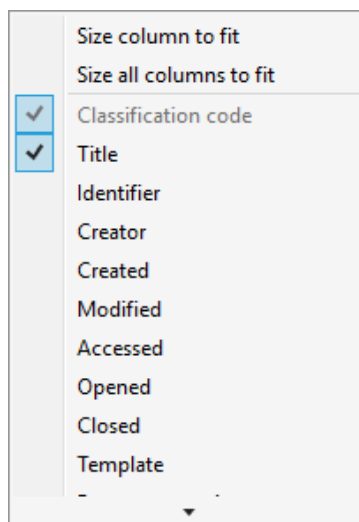 Size column to fit
Size all columns to fit
Classification code
Title
Identifier
Creator
Created
Modified
Accessed
Opened
Closed
Template